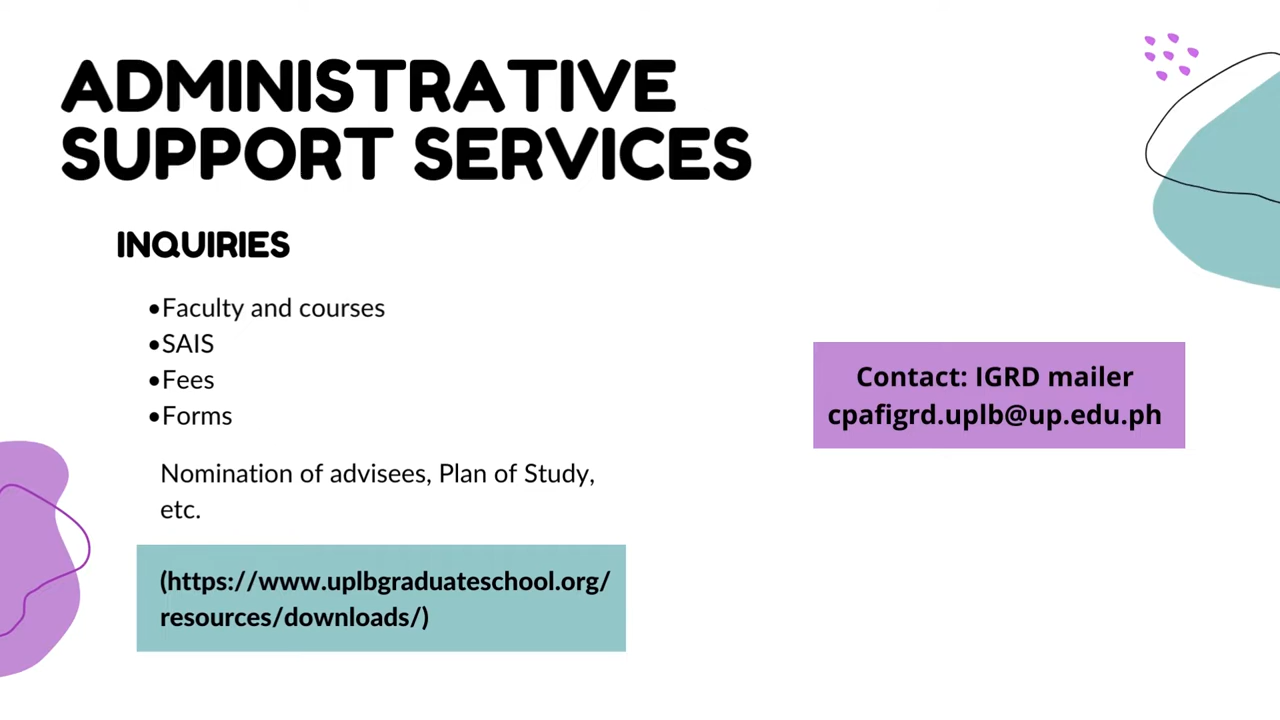 ADMINISTRATIVE
SUPPORT SERVICES
INQUIRIES
•Faculty and courses
•SAIS
•Fees
•Forms
Nomination of advisees, Plan of Study,
etc.
(https://www.uplbgraduateschool.org/
resources/downloads/)
Contact: IGRD mailer
cpafigrd.uplb@up.edu.ph